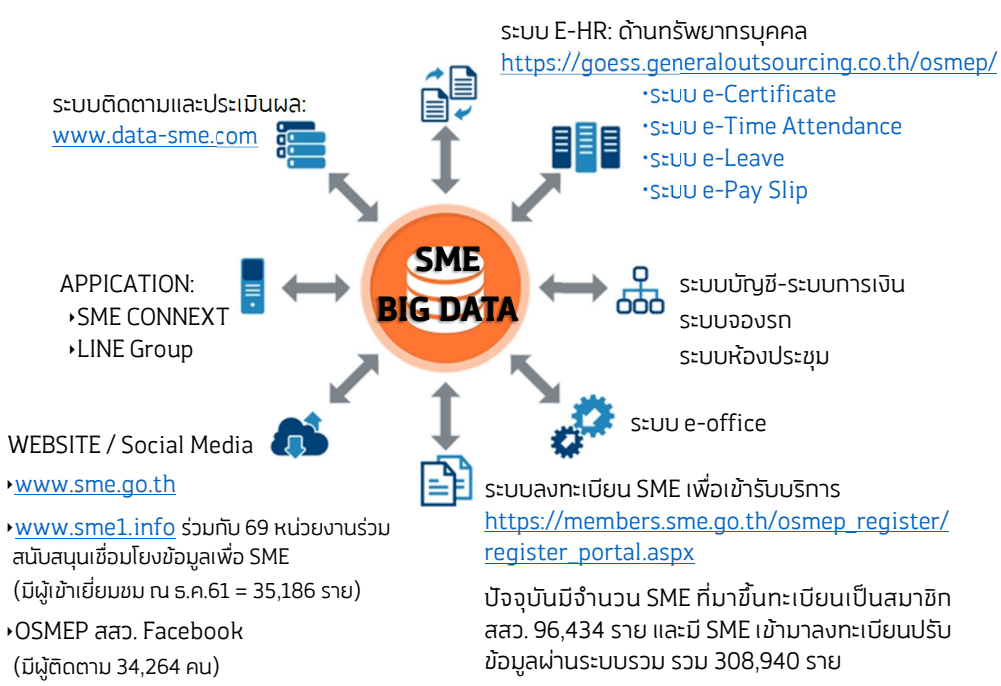 ระบบ E-HR: ด้านทรัพยากรบุคคล
https://goess.generaloutsourcing.co.th/osmep/
•ระบบ e-Certificate
•ระบบ e-Time Attendance
•ระบบ e-Leave
•ระบบ e-Pay Slip
ระบบติดตามและประเมินผล:
www.data-sme.com
SME
BIG DATA
APPICATION:
‣SME CONNEXT
‣LINE Group
ระบบบัญชี-ระบบการเงิน
ระบบจองรถ
ระบบห้องประชุม
ระบบ e-office
WEBSITE / Social Media
‣www.sme.go.th
‣www.sme1.info ร่วมกับ 69 หน่วยงานร่วม
สนับสนุนเชื่อมโยงข้อมูลเพื่อ SME
(มีผู้เข้าเยี่ยมชม ณ ธ.ค.61 = 35,186 ราย)
‣OSMEP สสว. Facebook
(มีผู้ติดตาม 34,264 คน)
ระบบลงทะเบียน SME เพื่อเข้ารับบริการ
https://members.sme.go.th/osmep_register/
register_portal.aspx
ปัจจุบันมีจำนวน SME ที่มาขึ้นทะเบียนเป็นสมาชิก
สสว. 96,434 ราย และมี SME เข้ามาลงทะเบียนปรับ
ข้อมูลผ่านระบบรวม รวม 308,940 ราย